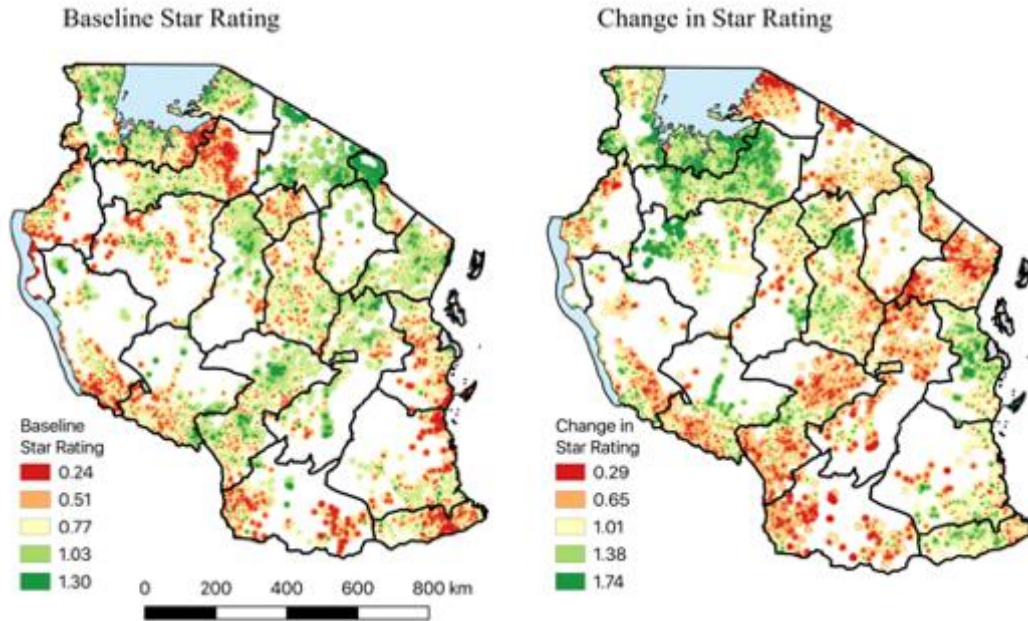 Baseline Star Rating
Change in Star Rating
Baseline
Star Rating
0.24
0.51
0.77
1.03
1.30
0 200 400 600 800 km
Change in
Star Rating
0.29
0.65
1.01
1.38
1.74